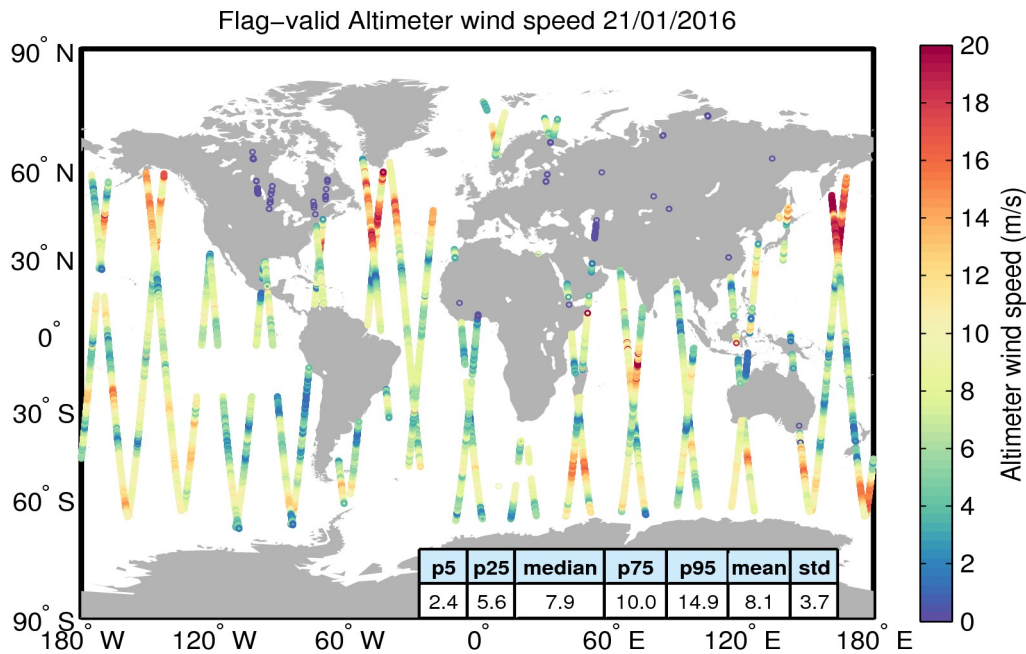 Flag−valid Altimeter wind speed 21/01/2016
90° N
60° N
30° N
0°
30° S
60° S
90° S
180° W
120° W
60° W
0°
60° E
120° E
180° E
p5 p25 median p75 p95 mean std
2.4 5.6 7.9 10.0 14.9 8.1 3.7
20
18
16
14
12
10
8
6
4
2
0
Altimeter wind speed (m/s)